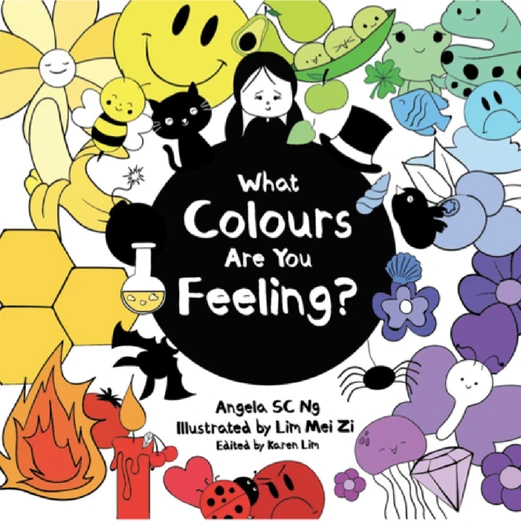 What
Colours
Are You
Feeling?
Angela SC Ng
Illustrated by Lim Mei Zi
Edited by Karen Lim